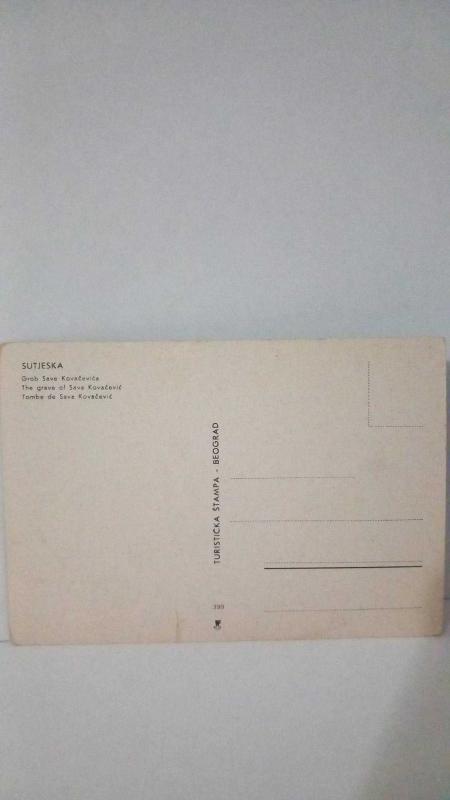 SUTJESKA
Grob Save Kovačevića
The grave of Sava Kovačević
Tombe de Sava Kovačević
TURISTIČKA ŠTAMPA - BEOGRAD
399